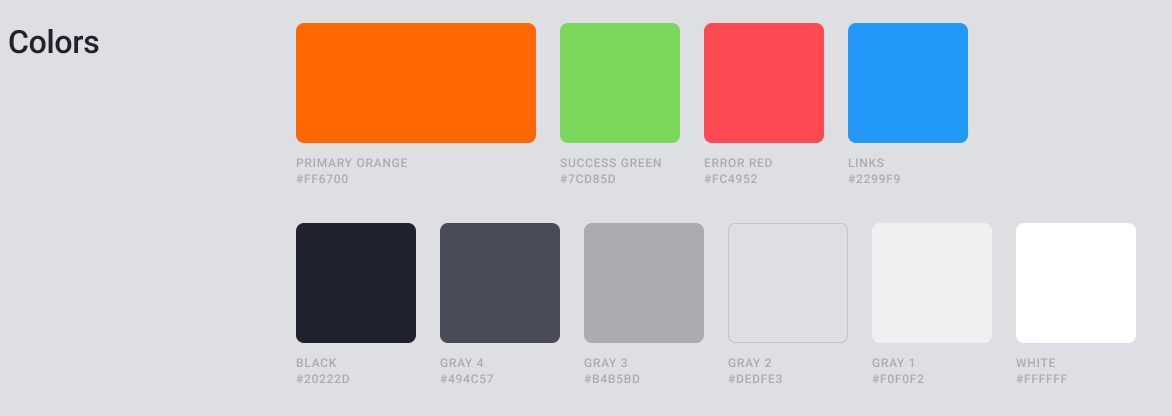 Colors
PRIMARY ORANGE
#FF6700
SUCCESS GREEN
#7CD85D
ERROR RED
#FC4952
LINKS
#2299F9
BLACK
#20222D
GRAY 4
#494C57
GRAY 3
#B4B5BD
GRAY 2
#DEDFE3
GRAY 1
#F0F0F2
WHITE
#FFFFFF